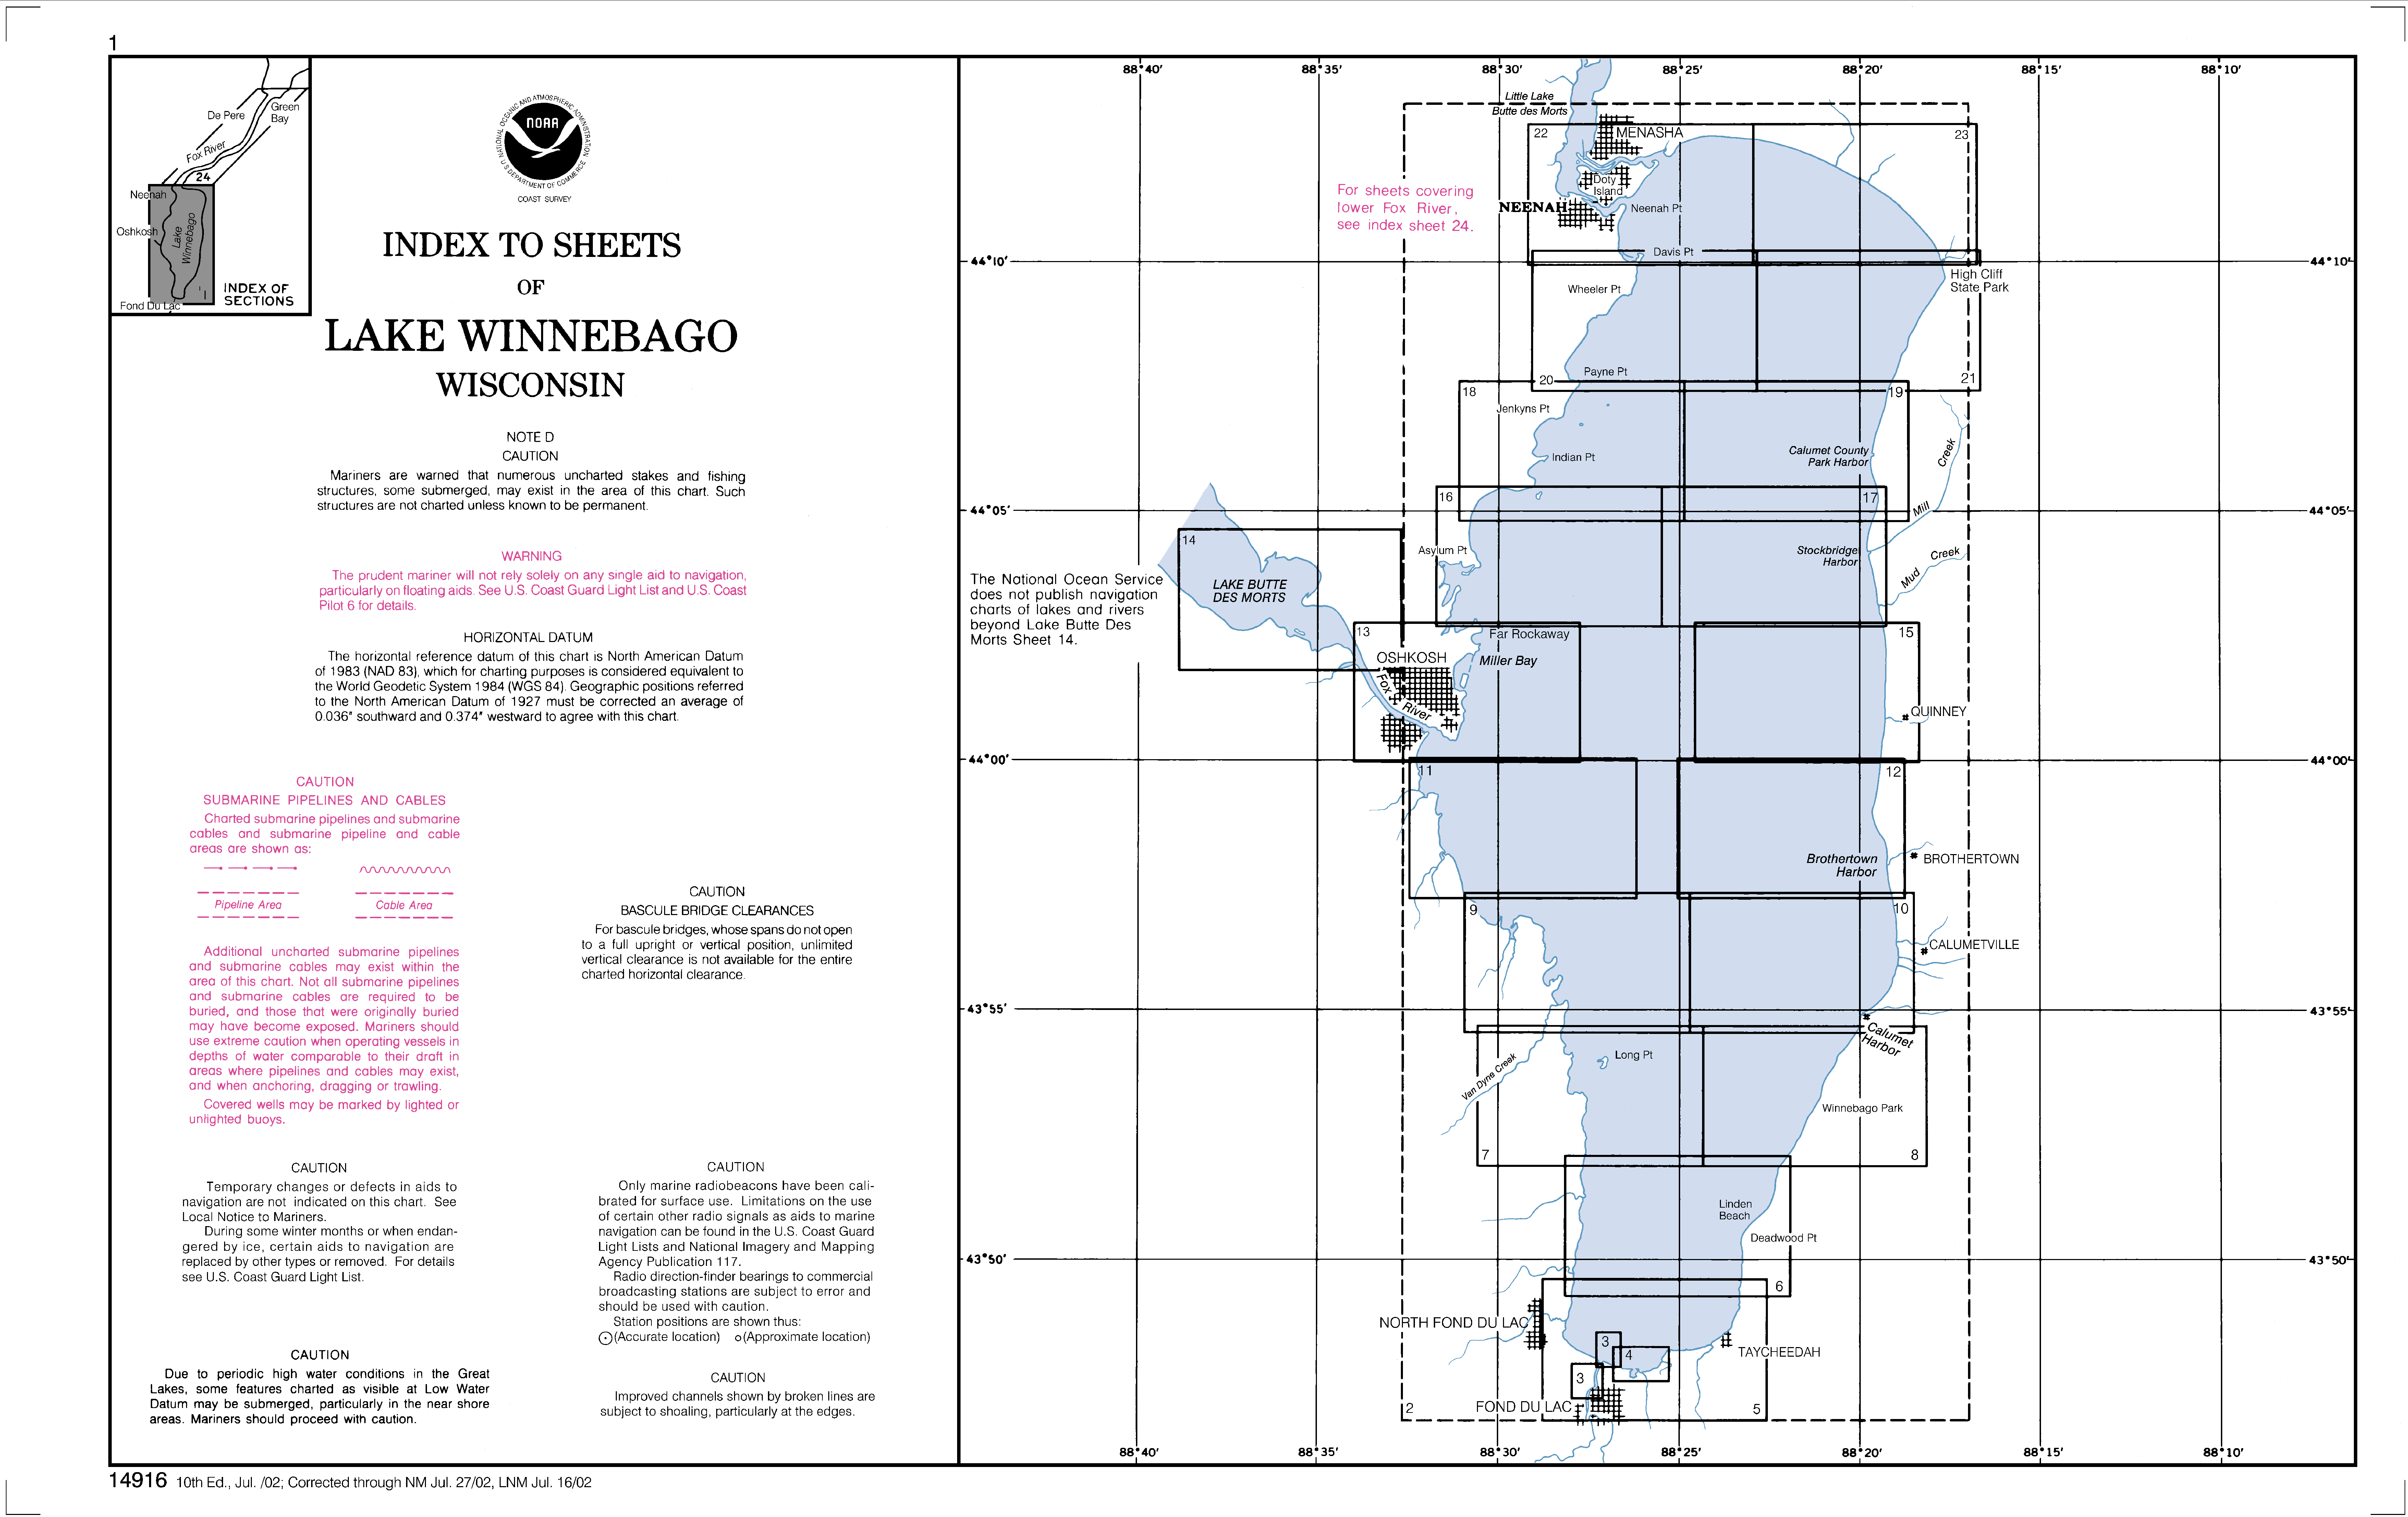 1
De Pere
Green
Bay
Fox River
24
Neenah
Oshkosh
Lake
Winnebago
Fond Du Lac
INDEX OF
SECTIONS
NATIONAL OCEANIC AND ATMOSPHERIC ADMINISTRATION
U.S. DEPARTMENT OF COMMERCE
NOAA
COAST SURVEY
INDEX TO SHEETS
OF
LAKE WINNEBAGO
WISCONSIN
NOTE D
CAUTION
Mariners are warned that numerous uncharted stakes and fishing
structures, some submerged, may exist in the area of this chart. Such
structures are not charted unless known to be permanent.
WARNING
The prudent mariner will not rely solely on any single aid to navigation,
particularly on floating aids. See U.S. Coast Guard Light List and U.S. Coast
Pilot 6 for details.
HORIZONTAL DATUM
The horizontal reference datum of this chart is North American Datum
of 1983 (NAD 83), which for charting purposes is considered equivalent to
the World Geodetic System 1984 (WGS 84). Geographic positions referred
to the North American Datum of 1927 must be corrected an average of
0.036" southward and 0.374" westward to agree with this chart.
CAUTION
SUBMARINE PIPELINES AND CABLES
Charted submarine pipelines and submarine
cables and submarine pipeline and cable
areas are shown as:
Pipeline Area
Cable Area
Additional uncharted submarine pipelines
and submarine cables may exist within the
area of this chart. Not all submarine pipelines
and submarine cables are required to be
buried, and those that were originally buried
may have become exposed. Mariners should
use extreme caution when operating vessels in
depths of water comparable to their draft in
areas where pipelines and cables may exist,
and when anchoring, dragging or trawling.
Covered wells may be marked by lighted or
unlighted buoys.
CAUTION
BASCULE BRIDGE CLEARANCES
For bascule bridges, whose spans do not open
to a full upright or vertical position, unlimited
vertical clearance is not available for the entire
charted horizontal clearance.
CAUTION
Temporary changes or defects in aids to
navigation are not indicated on this chart. See
Local Notice to Mariners.
During some winter months or when endan-
gered by ice, certain aids to navigation are
replaced by other types or removed. For details
see U.S. Coast Guard Light List.
CAUTION
Only marine radiobeacons have been cali-
brated for surface use. Limitations on the use
of certain other radio signals as aids to marine
navigation can be found in the U.S. Coast Guard
Light Lists and National Imagery and Mapping
Agency Publication 117.
Radio direction-finder bearings to commercial
broadcasting stations are subject to error and
should be used with caution.
Station positions are shown thus:
(Accurate location) o(Approximate location)
CAUTION
Due to periodic high water conditions in the Great
Lakes, some features charted as visible at Low Water
Datum may be submerged, particularly in the near shore
areas. Mariners should proceed with caution.
CAUTION
Improved channels shown by broken lines are
subject to shoaling, particularly at the edges.
14916 10th Ed., Jul. /02; Corrected through NM Jul. 27/02, LNM Jul. 16/02
88°40' 88°35' 88°30' 88°25' 88°20' 88°15' 88°10'
Little Lake
Butte des Morts
22
MENASHA
23
For sheets covering
lower Fox River,
see index sheet 24.
Doty
Island
NEENAH
Neenah Pt
Davis Pt
44°10'
44°10'
High Cliff
State Park
Wheeler Pt
20
Payne Pt
21
18
19
Jenkyns Pt
Indian Pt
Calumet County
Park Harbor
Creek
Mill
16
17
44°05'
44°05'
14
Asylum Pt
Stockbridge
Harbor
Creek
Mud
LAKE BUTTE
DES MORTS
The National Ocean Service
does not publish navigation
charts of lakes and rivers
beyond Lake Butte Des
Morts Sheet 14.
13
Far Rockaway
15
OSHKOSH
Miller Bay
Fox
River
QUINNEY
44°00'
44°00'
11
12
Brothertown
Harbor
BROTHERTOWN
9
10
CALUMETVILLE
43°55'
43°55'
Calumet
Harbor
Long Pt
Van Dyne Creek
Winnebago Park
7
8
Linden
Beach
Deadwood Pt
43°50'
43°50'
6
NORTH FOND DU LAC
3
4
TAYCHEEDAH
3
2
FOND DU LAC
5
88°40' 88°35' 88°30' 88°25' 88°20' 88°15' 88°10'